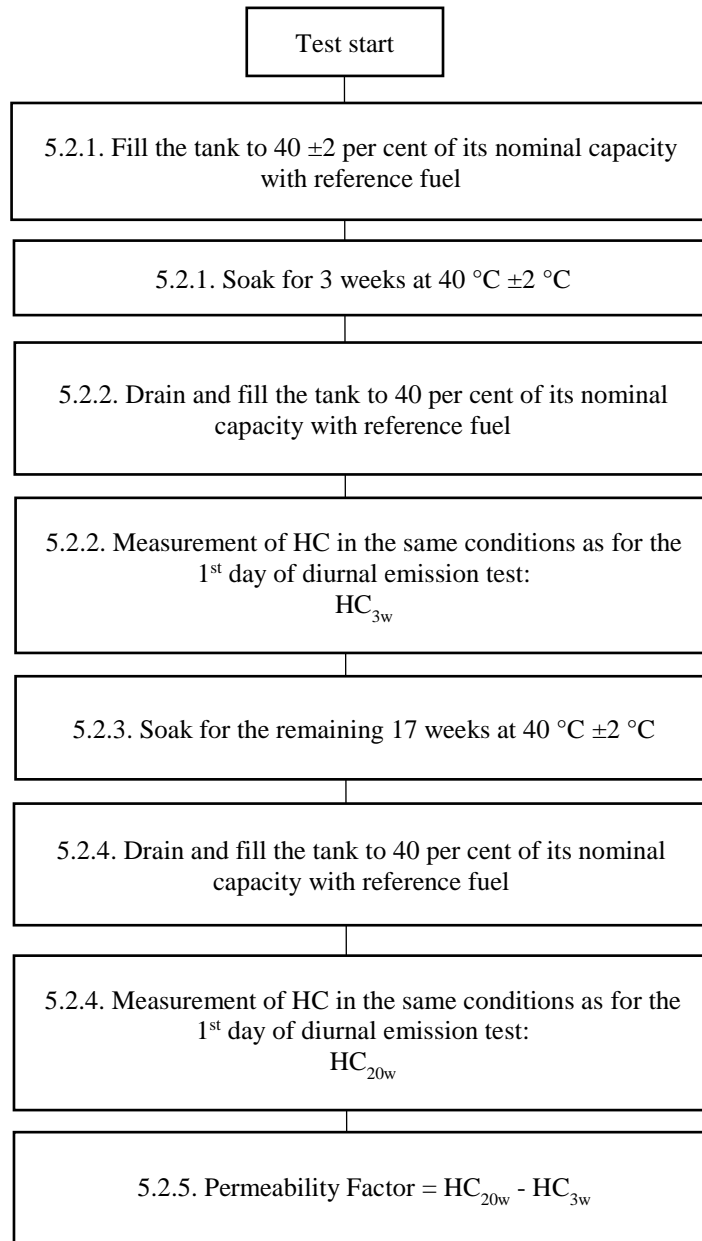 Test start
5.2.1. Fill the tank to 40 ±2 per cent of its nominal capacity
with reference fuel
5.2.1. Soak for 3 weeks at 40 °C ±2 °C
5.2.2. Drain and fill the tank to 40 per cent of its nominal
capacity with reference fuel
5.2.2. Measurement of HC in the same conditions as for the
1st day of diurnal emission test:
HC3w
5.2.3. Soak for the remaining 17 weeks at 40 °C ±2 °C
5.2.4. Drain and fill the tank to 40 per cent of its nominal
capacity with reference fuel
5.2.4. Measurement of HC in the same conditions as for the
1st day of diurnal emission test:
HC20w
5.2.5. Permeability Factor = HC20w - HC3w